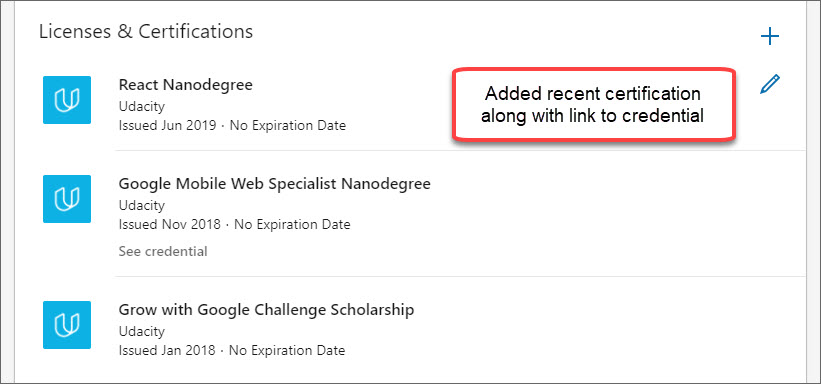 Licenses & Certifications
React Nanodegree
Udacity
Issued Jun 2019 · No Expiration Date
Added recent certification
along with link to credential
Google Mobile Web Specialist Nanodegree
Udacity
Issued Nov 2018 · No Expiration Date
See credential
Grow with Google Challenge Scholarship
Udacity
Issued Jan 2018 · No Expiration Date